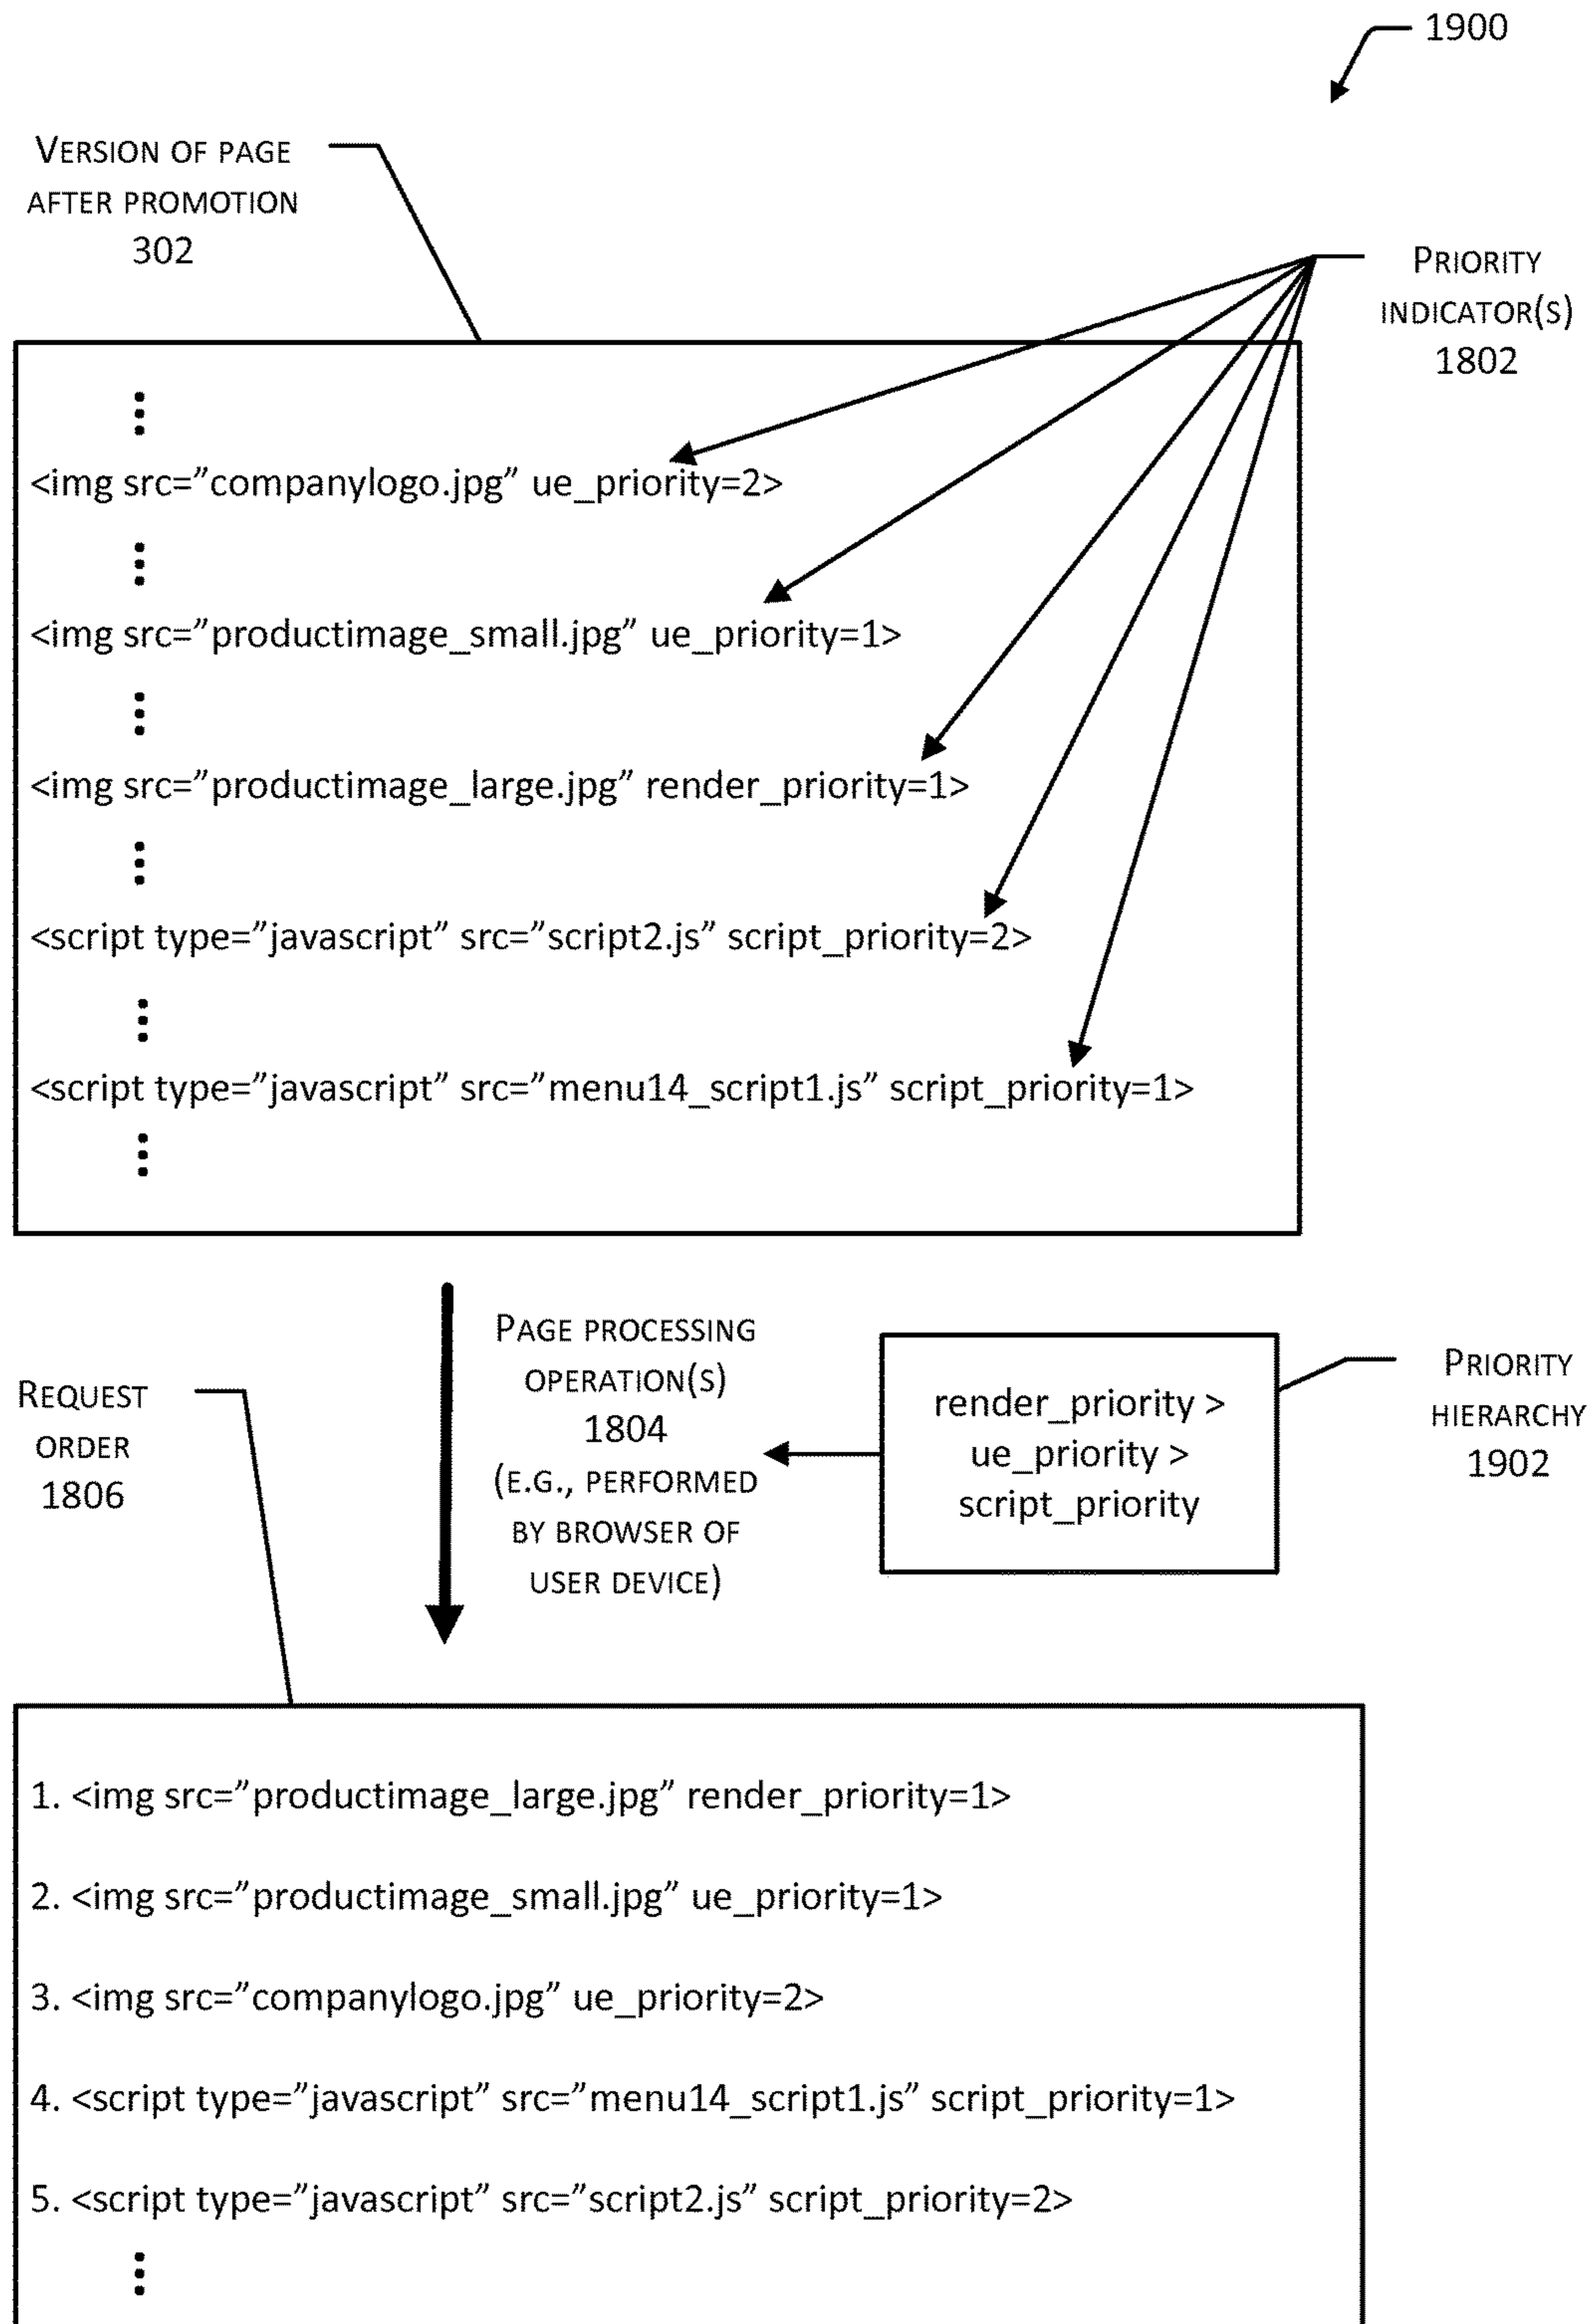 1900
VERSION OF PAGE
AFTER PROMOTION
302
PRIORITY
INDICATOR(S)
1802
<img src=”companylogo.jpg” ue_priority=2>
<img src=”productimage_small.jpg” ue_priority=1>
<img src=”productimage_large.jpg” render_priority=1>
<script type=”javascript” src=”script2.js” script_priority=2>
<script type=”javascript” src=”menu14_script1.js” script_priority=1>
PAGE PROCESSING
OPERATION(S)
1804
(E.G., PERFORMED
BY BROWSER OF
USER DEVICE)
render_priority >
ue_priority >
script_priority
PRIORITY
HIERARCHY
1902
REQUEST
ORDER
1806
1. <img src=”productimage_large.jpg” render_priority=1>
2. <img src=”productimage_small.jpg” ue_priority=1>
3. <img src=”companylogo.jpg” ue_priority=2>
4. <script type=”javascript” src=”menu14_script1.js” script_priority=1>
5. <script type=”javascript” src=”script2.js” script_priority=2>